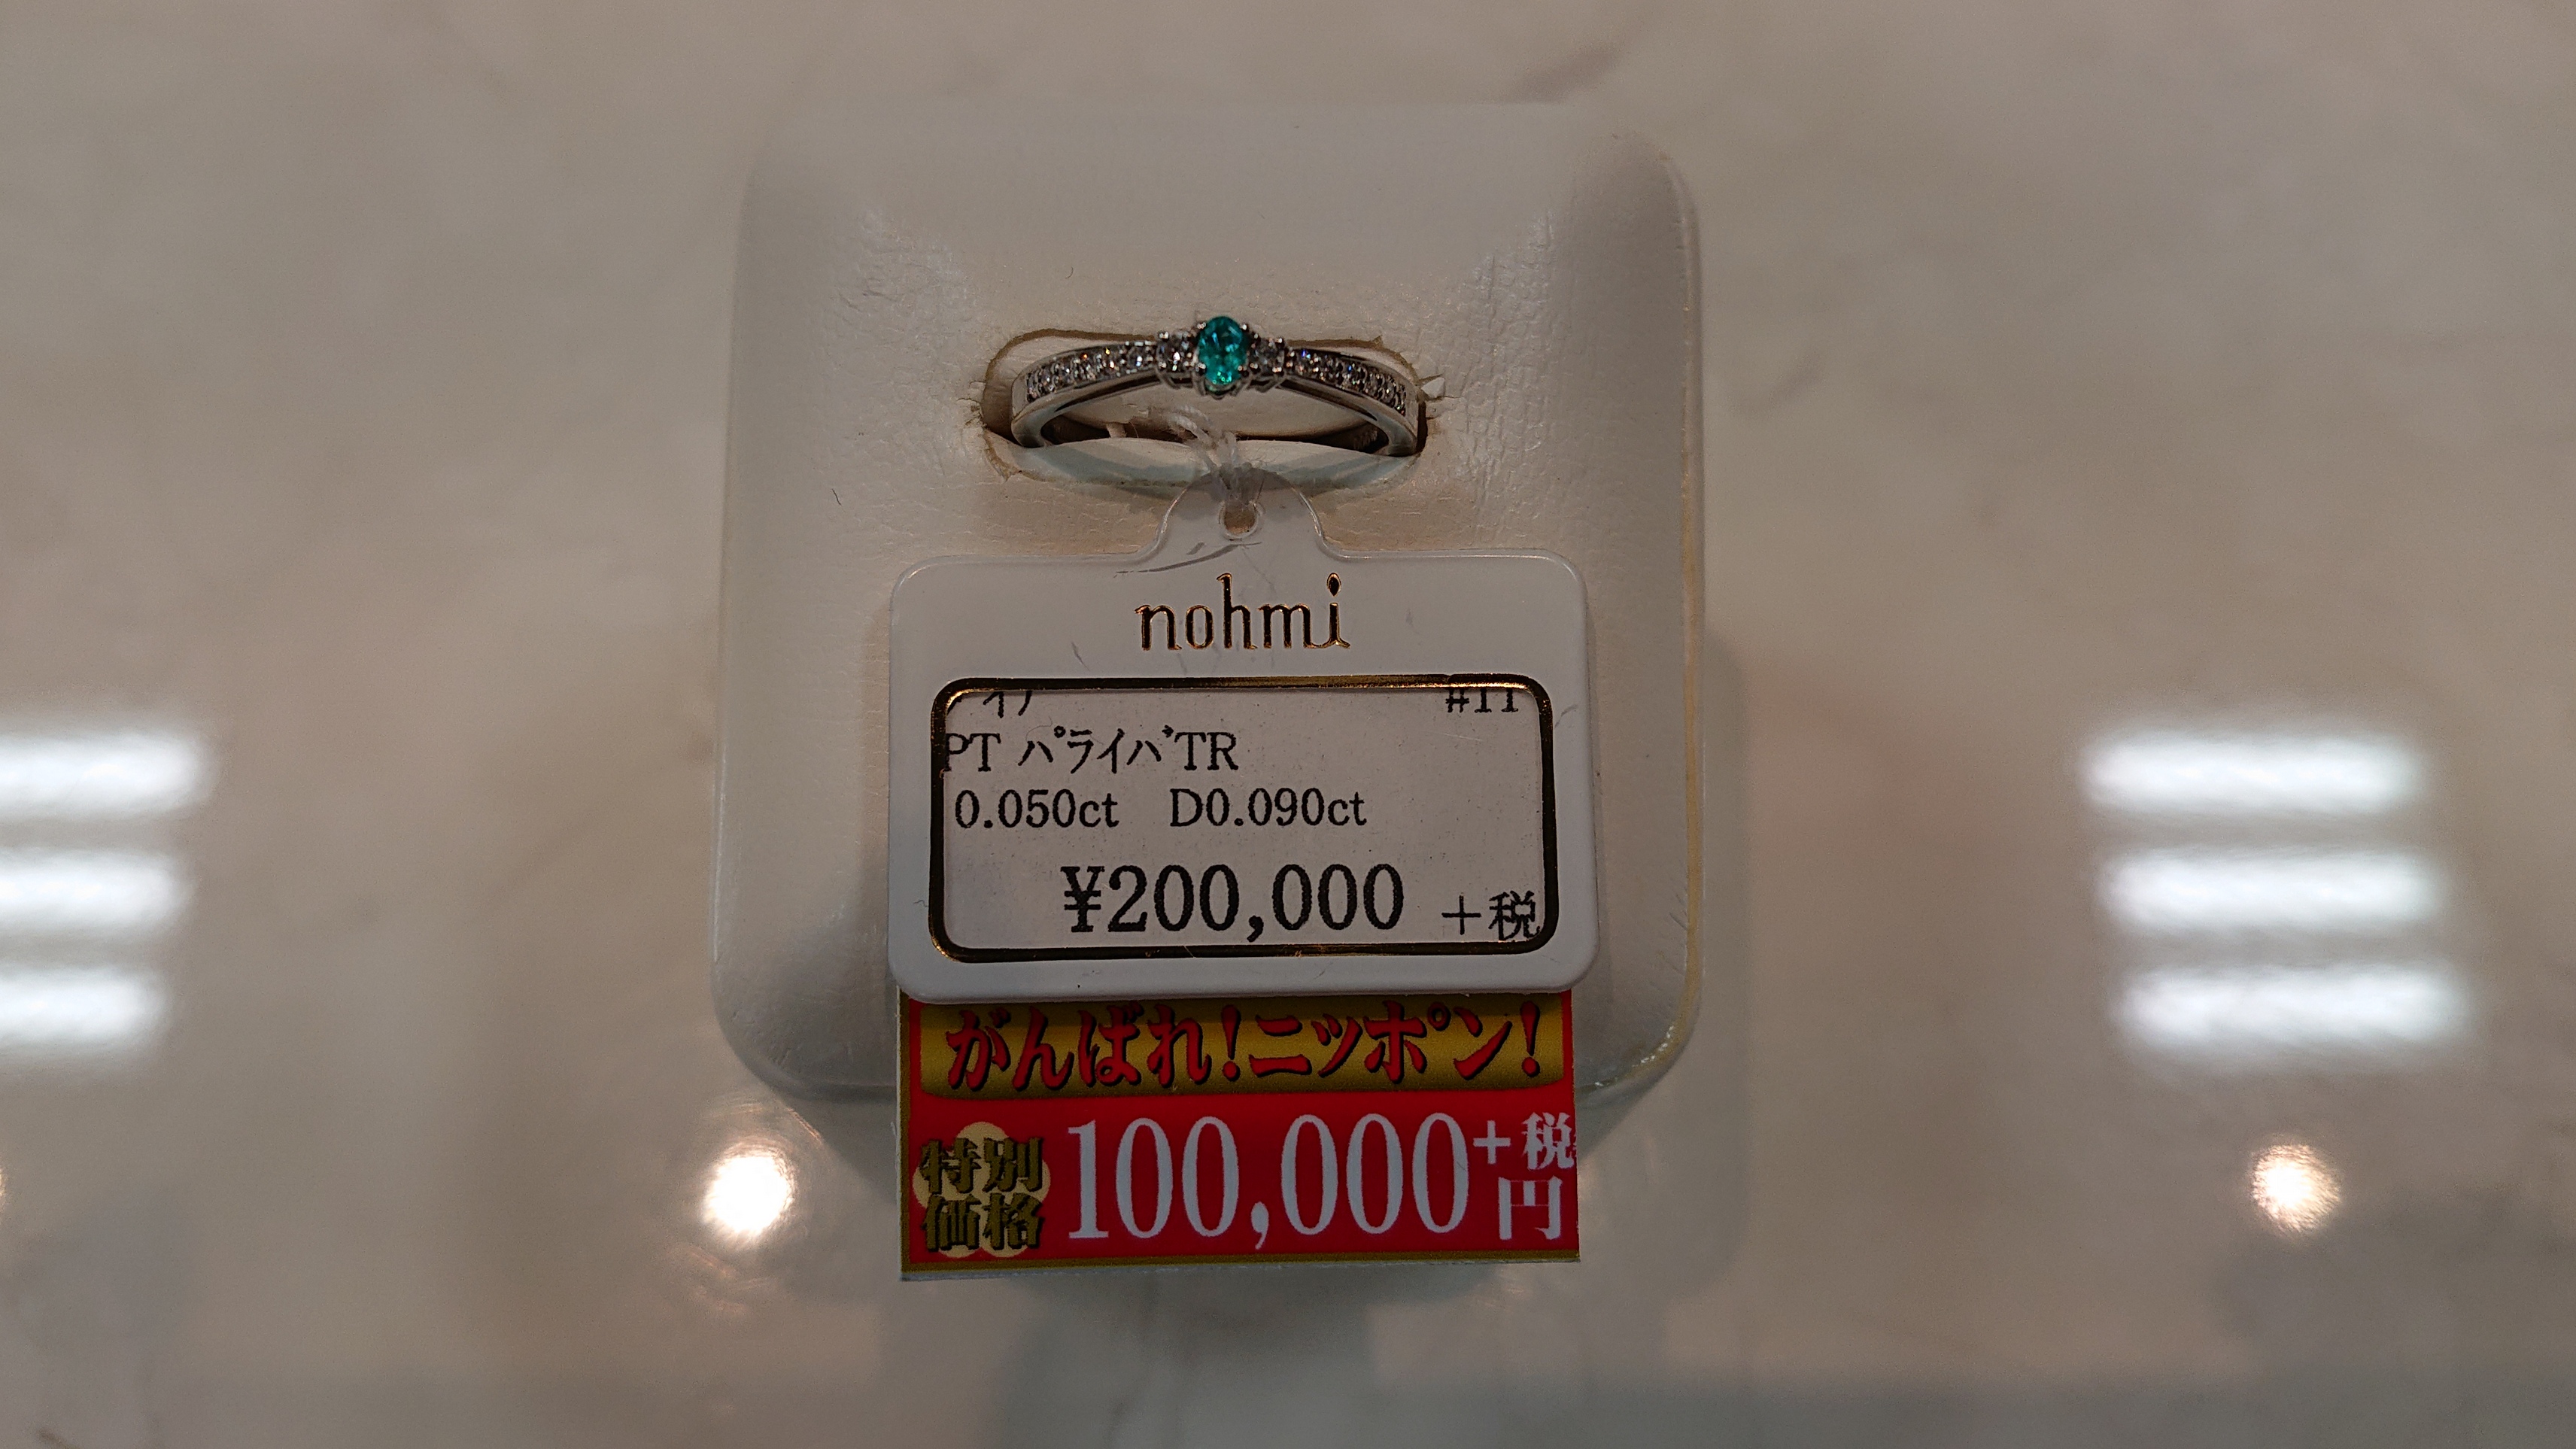 nohmi
#11
PT パライバTR
0.050ct D0.090ct
¥200,000 +税
がんばれ!ニッポン!
特別価格 100,000+税円